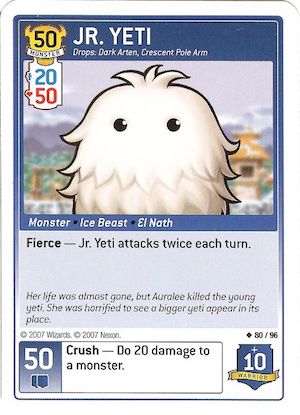 50
MONSTER
JR. YETI
Drops: Dark Arten, Crescent Pole Arm
20
50
Monster • Ice Beast • El Nath
Fierce — Jr. Yeti attacks twice each turn.
Her life was almost gone, but Auralee killed the young
yeti. She was horrified to see a bigger yeti appear in its
place.
© 2007 Wizards. © 2007 Nexon.
◆ 80 / 96
50
Crush — Do 20 damage to
a monster.
10
WARRIOR